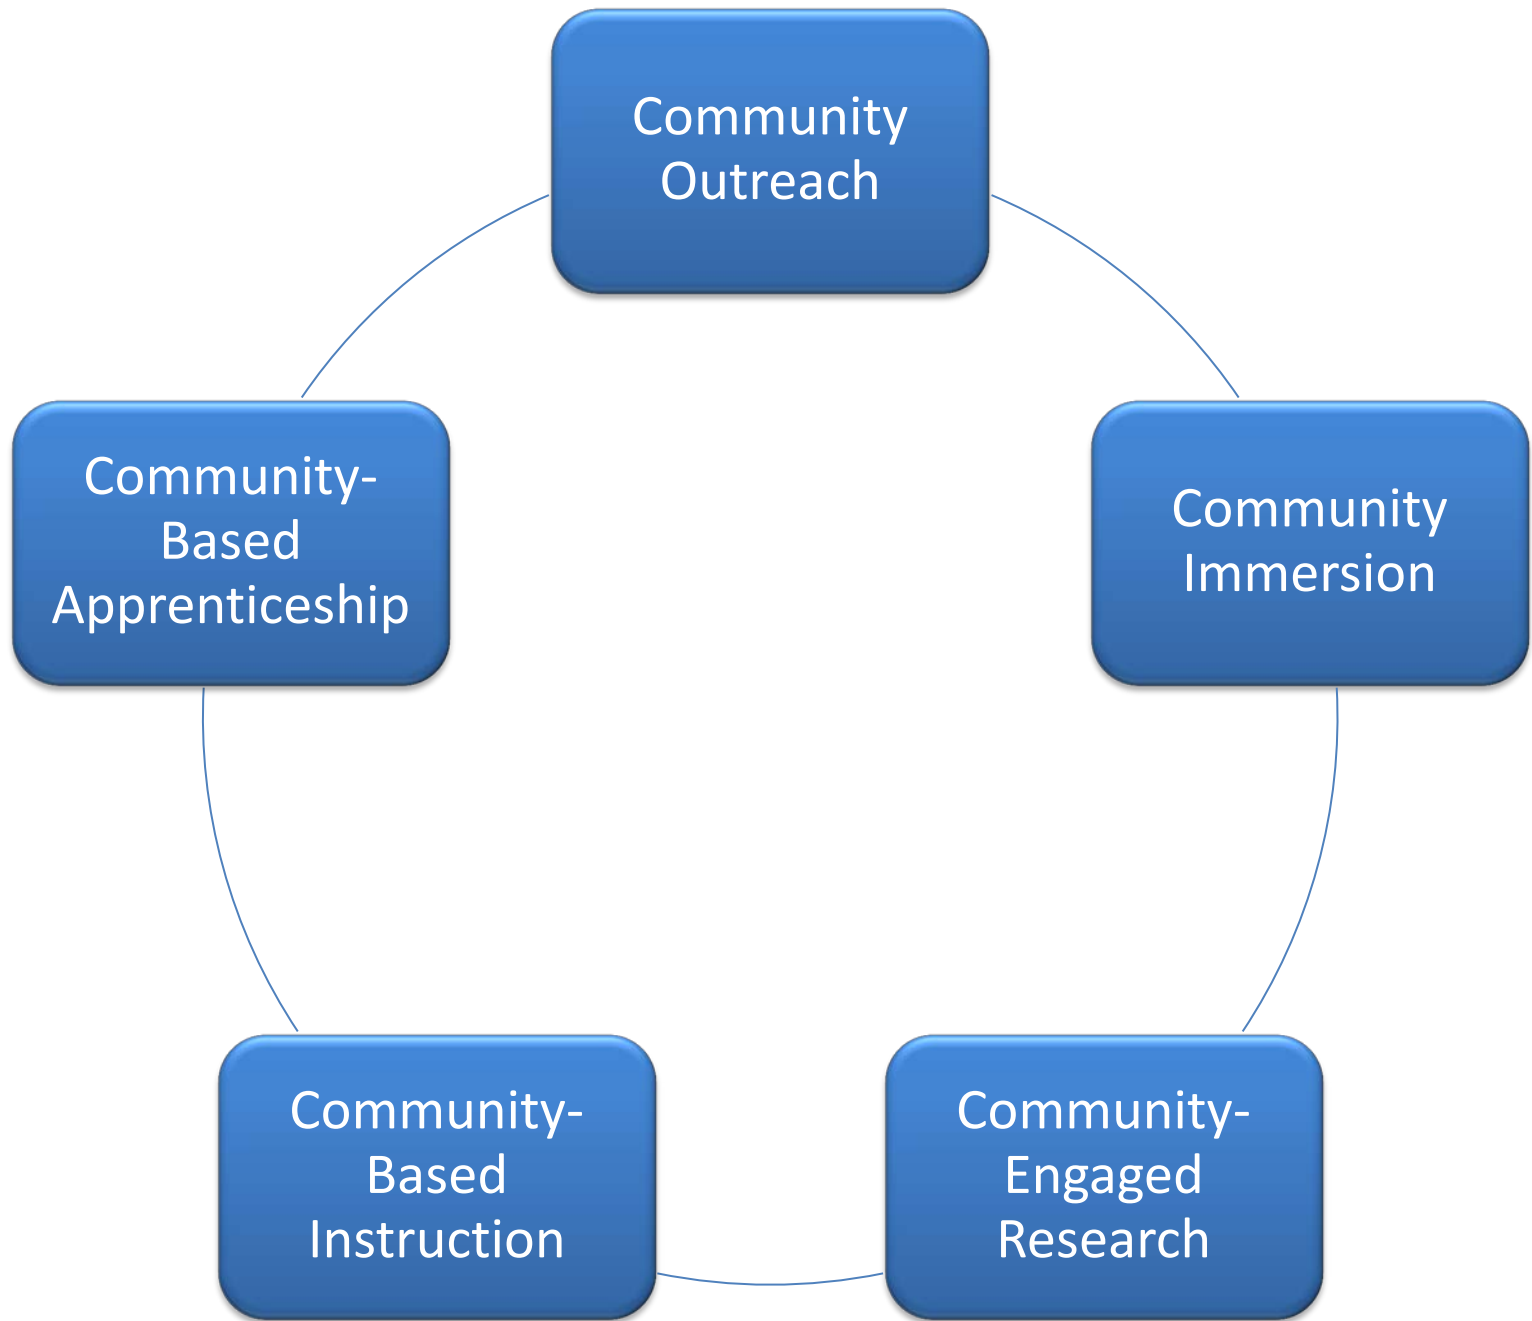 Community
Outreach
Community
Immersion
Community-
Engaged
Research
Community-
Based
Instruction
Community-
Based
Apprenticeship